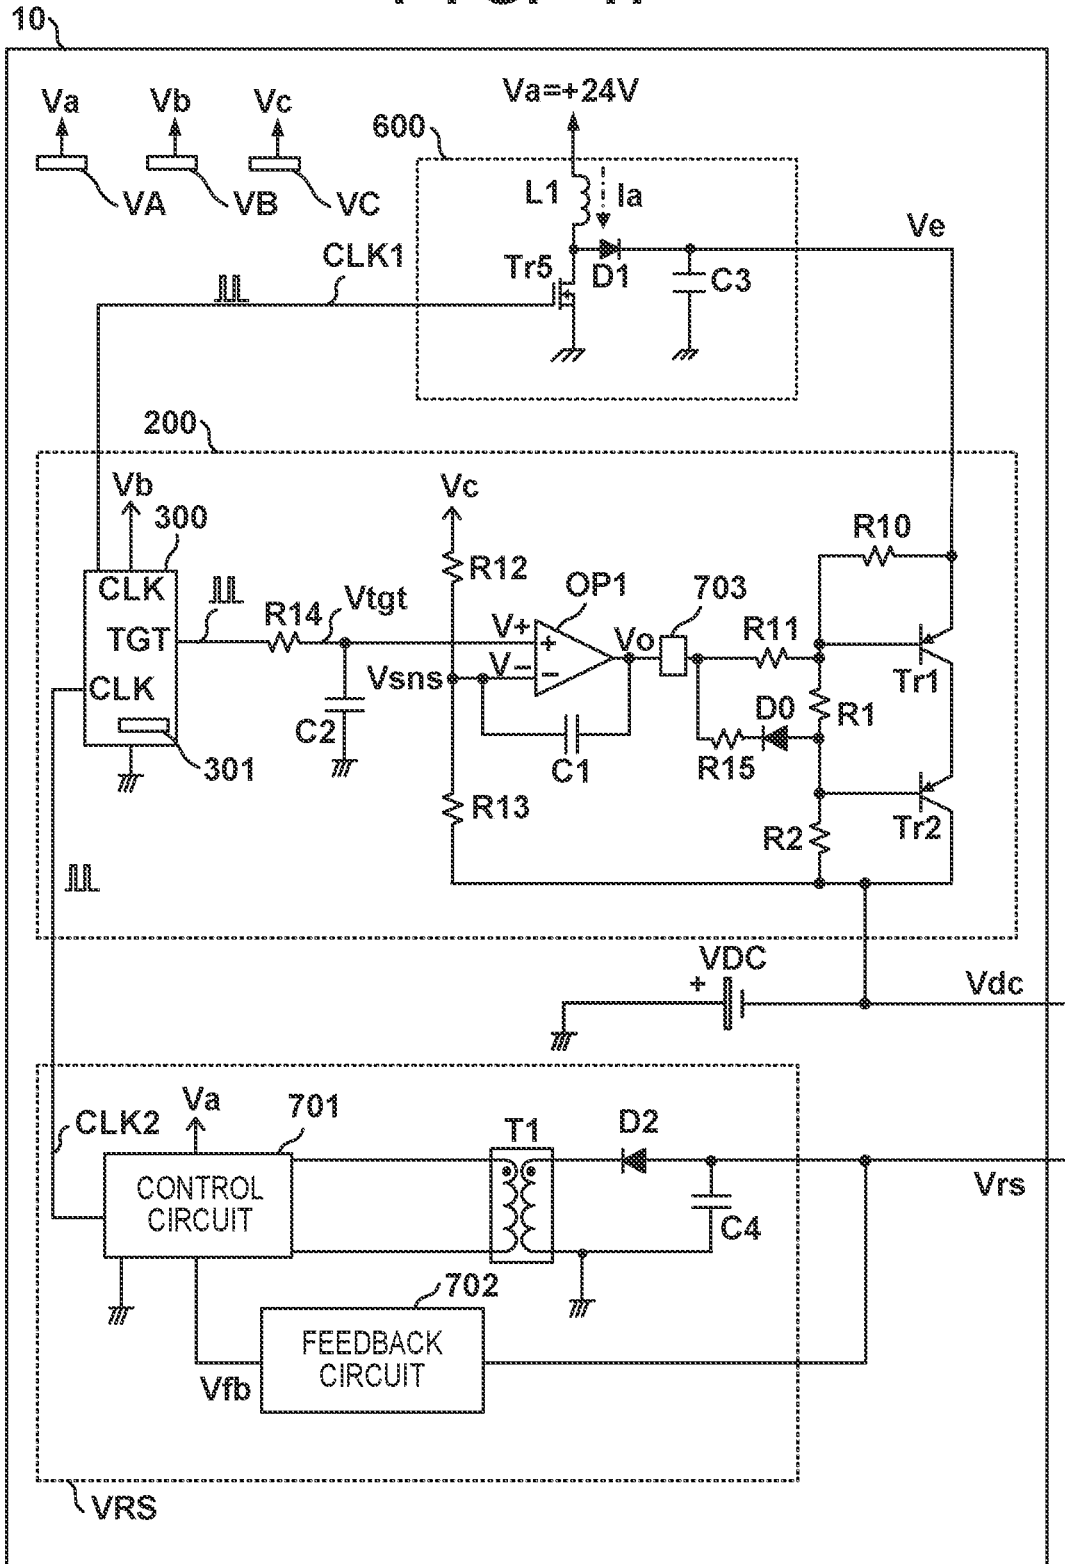 10
Va=+24V
Va
Vb
Vc
600
VA
VB
VC
L1
Ia
Ve
CLK1
Tr5
D1
C3
200
Vb
300
Vc
R10
CLK
R14
Vtgt
R12
OP1
703
TGT
V+
+
Vo
R11
Tr1
CLK
Vsns
V−
−
301
C2
C1
D0
R1
R15
R13
R2
Tr2
VDC
+
Vdc
CLK2
Va
701
T1
D2
Vrs
CONTROL
CIRCUIT
C4
702
FEEDBACK
CIRCUIT
Vfb
VRS